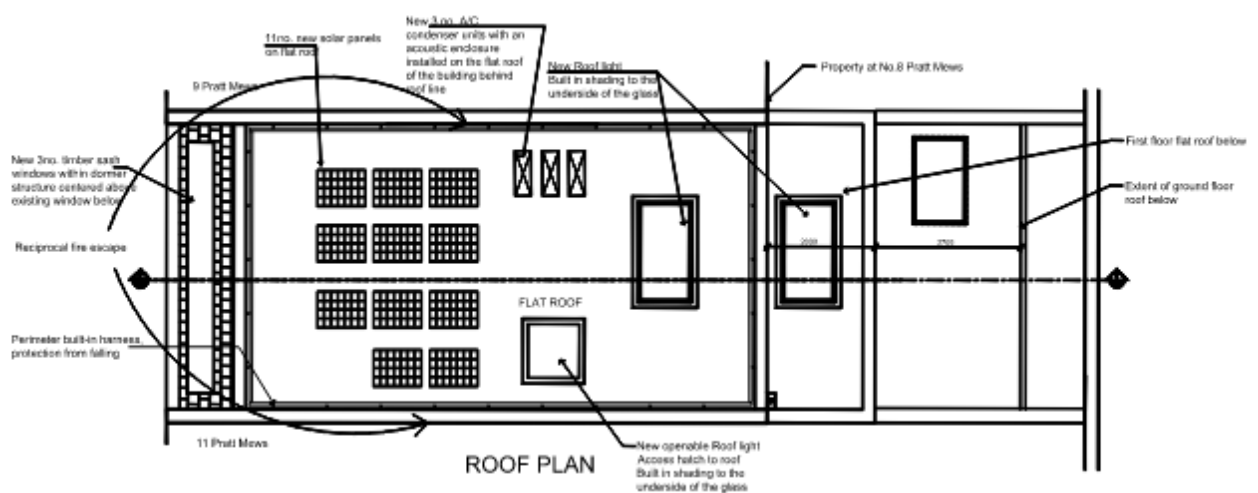 New 3 no. A/C
condenser units with an
acoustic enclosure
installed on the flat roof
of the building behind
roof line
11no. new solar panels
on flat roof
New Roof light
Built in shading to the
underside of the glass
Property at No.8 Pratt Mews
9 Pratt Mews
New 3no. timber sash
windows within dormer
structure centered above
existing window below
First floor flat roof below
Extent of ground floor
roof below
Reciprocal fire escape
2700
FLAT ROOF
Perimeter built-in harness,
protection from falling
11 Pratt Mews
New openable Roof light
Access hatch to roof
Built in shading to the
underside of the glass
ROOF PLAN